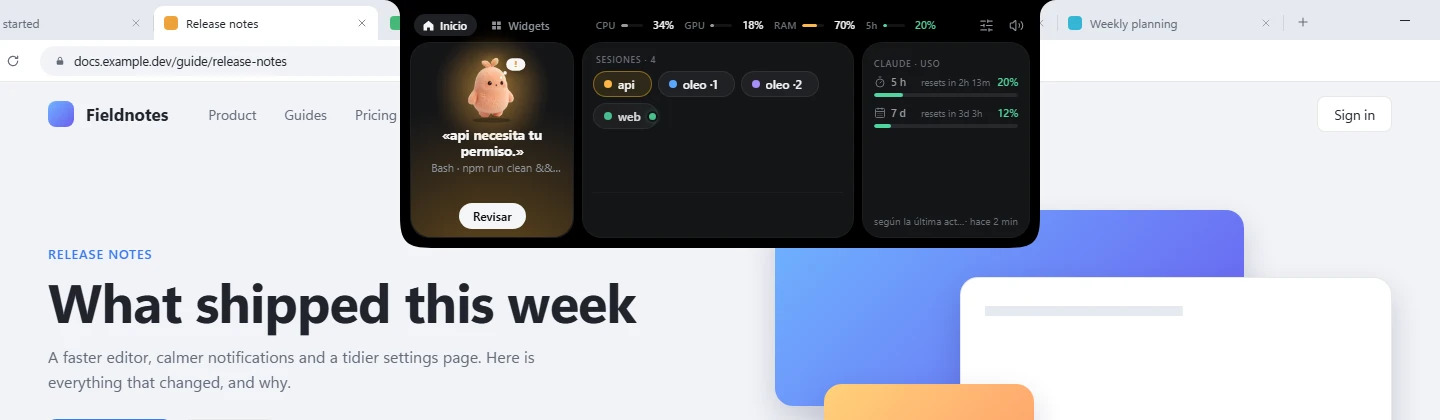 started
Release notes
Inicio
Widgets
CPU 34% GPU 18% RAM 70% 5h 20%
Weekly planning
docs.example.dev/guide/release-notes
Fieldnotes
Product
Guides
Pricing
Sign in
!
«api necesita tu
permiso.»
Bash · npm run clean &&...
Revisar
SESIONES · 4
api
oleo ·1
oleo ·2
web
CLAUDE · USO
5 h resets in 2h 13m 20%
7 d resets in 3d 3h 12%
según la última act...· hace 2 min
RELEASE NOTES
What shipped this week
A faster editor, calmer notifications and a tidier settings page. Here is
everything that changed, and why.